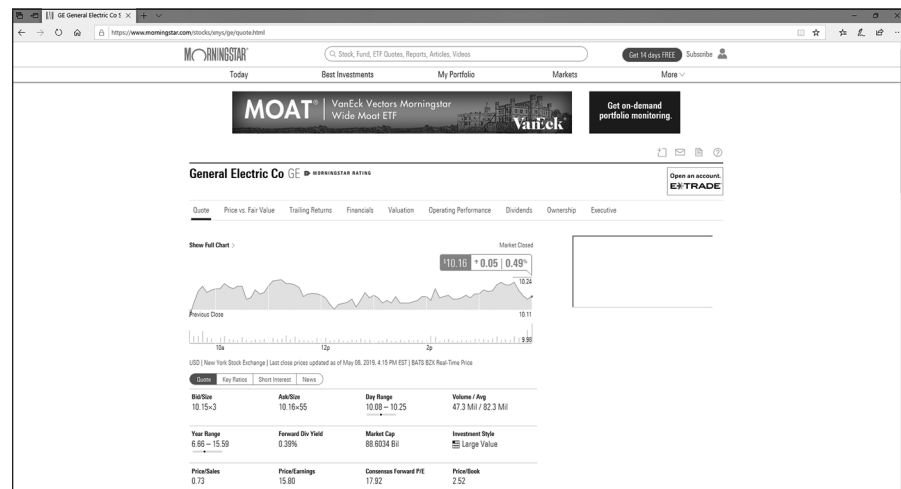 GE General Electric Co S
https://www.morningstar.com/stocks/xnys/ge/quote.html
MORNINGSTAR®
Stock, Fund, ETF Quotes, Reports, Articles, Videos
Get 14 days FREE Subscribe
Today Best Investments My Portfolio Markets More
MOAT® VanEck Vectors Morningstar
Wide Moat ETF
VanEck®
Get on-demand
portfolio monitoring.
General Electric Co GE MORNINGSTAR RATING
Open an account.
E*TRADE
Quote Price vs. Fair Value Trailing Returns Financials Valuation Operating Performance Dividends Ownership Executive
Show Full Chart > Market Closed
$10.16 0.05 | 0.49%
10.24
Previous Close 10.11
9.98
10a 12p 2p
USD | New York Stock Exchange | Last close prices updated as of May 08, 2019, 4:15 PM EST | BATS BZX Real-Time Price
Quote Key Ratios Short Interest News
Bid/Size Ask/Size Day Range Volume / Avg
10.15×3 10.16×55 10.08 – 10.25 47.3 Mil / 82.3 Mil
Year Range Forward Div Yield Market Cap Investment Style
6.66 – 15.59 0.39% 88.6034 Bil Large Value
Price/Sales Price/Earnings Consensus Forward P/E Price/Book
0.73 15.80 17.92 2.52